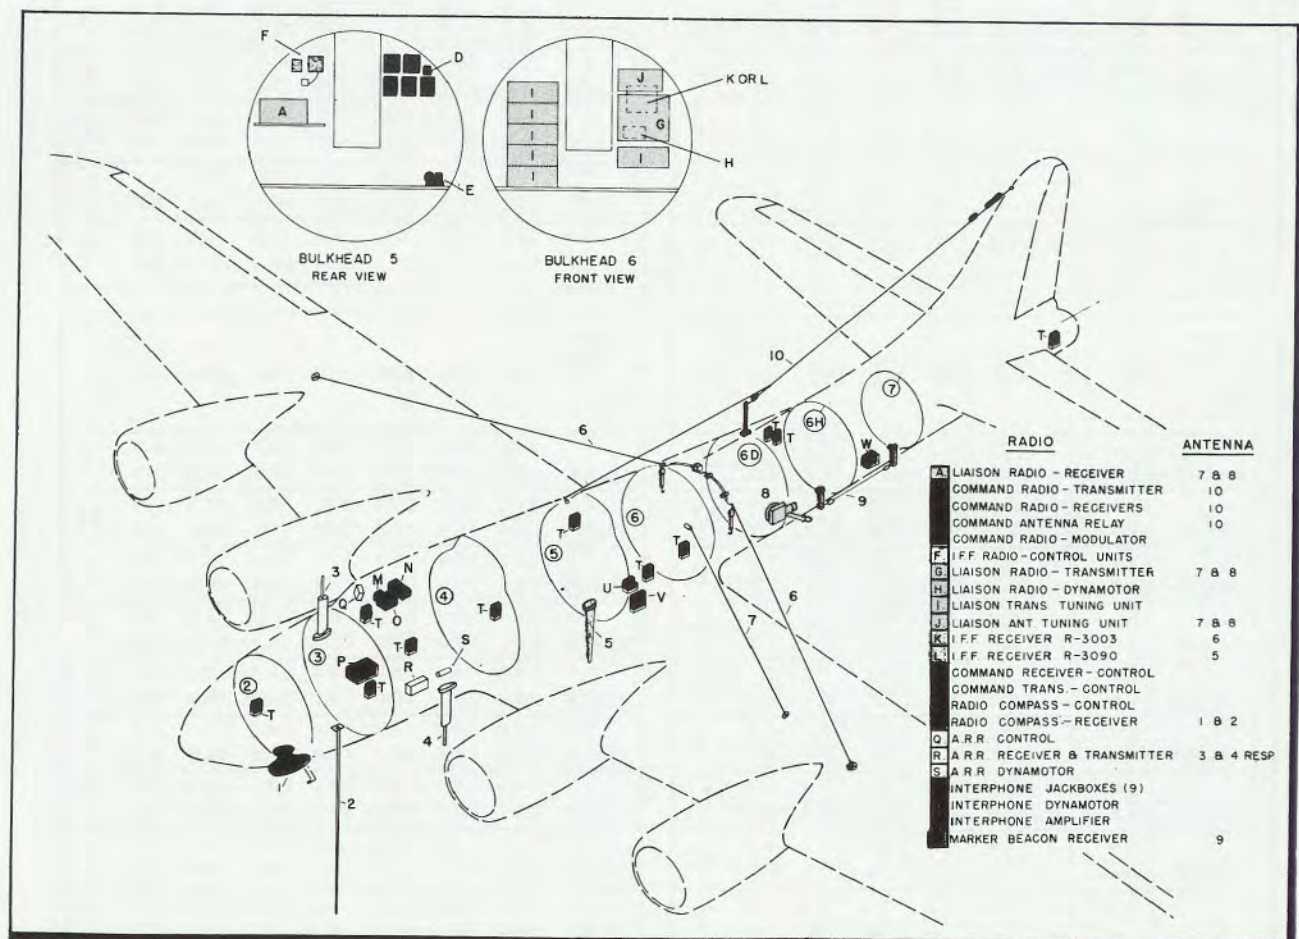 F
D
A
E
BULKHEAD 5
REAR VIEW
J
K OR L
I
I
I
I
I
G
H
I
BULKHEAD 6
FRONT VIEW
10
T
7
6
6H
T
T
6D
W
8
9
6
T
5
T
T
U
V
7
6
5
3
M
N
Q
O
T
4
T
3
P
T
T
R
S
2
T
4
1
2
RADIO ANTENNA
A LIAISON RADIO - RECEIVER 7 & 8
COMMAND RADIO - TRANSMITTER 10
COMMAND RADIO - RECEIVERS 10
COMMAND ANTENNA RELAY 10
COMMAND RADIO - MODULATOR
F I.F.F. RADIO - CONTROL UNITS
G LIAISON RADIO - TRANSMITTER 7 & 8
H LIAISON RADIO - DYNAMOTOR
I LIAISON TRANS TUNING UNIT
J LIAISON ANT. TUNING UNIT 7 & 8
K I.F.F. RECEIVER R-3003 6
L I.F.F. RECEIVER R-3090 5
COMMAND RECEIVER - CONTROL
COMMAND TRANS. - CONTROL
RADIO COMPASS - CONTROL
RADIO COMPASS - RECEIVER 1 & 2
Q A.R.R. CONTROL
R A.R.R. RECEIVER & TRANSMITTER 3 & 4 RESP
S A.R.R. DYNAMOTOR
INTERPHONE JACKBOXES (9)
INTERPHONE DYNAMOTOR
INTERPHONE AMPLIFIER
MARKER BEACON RECEIVER 9